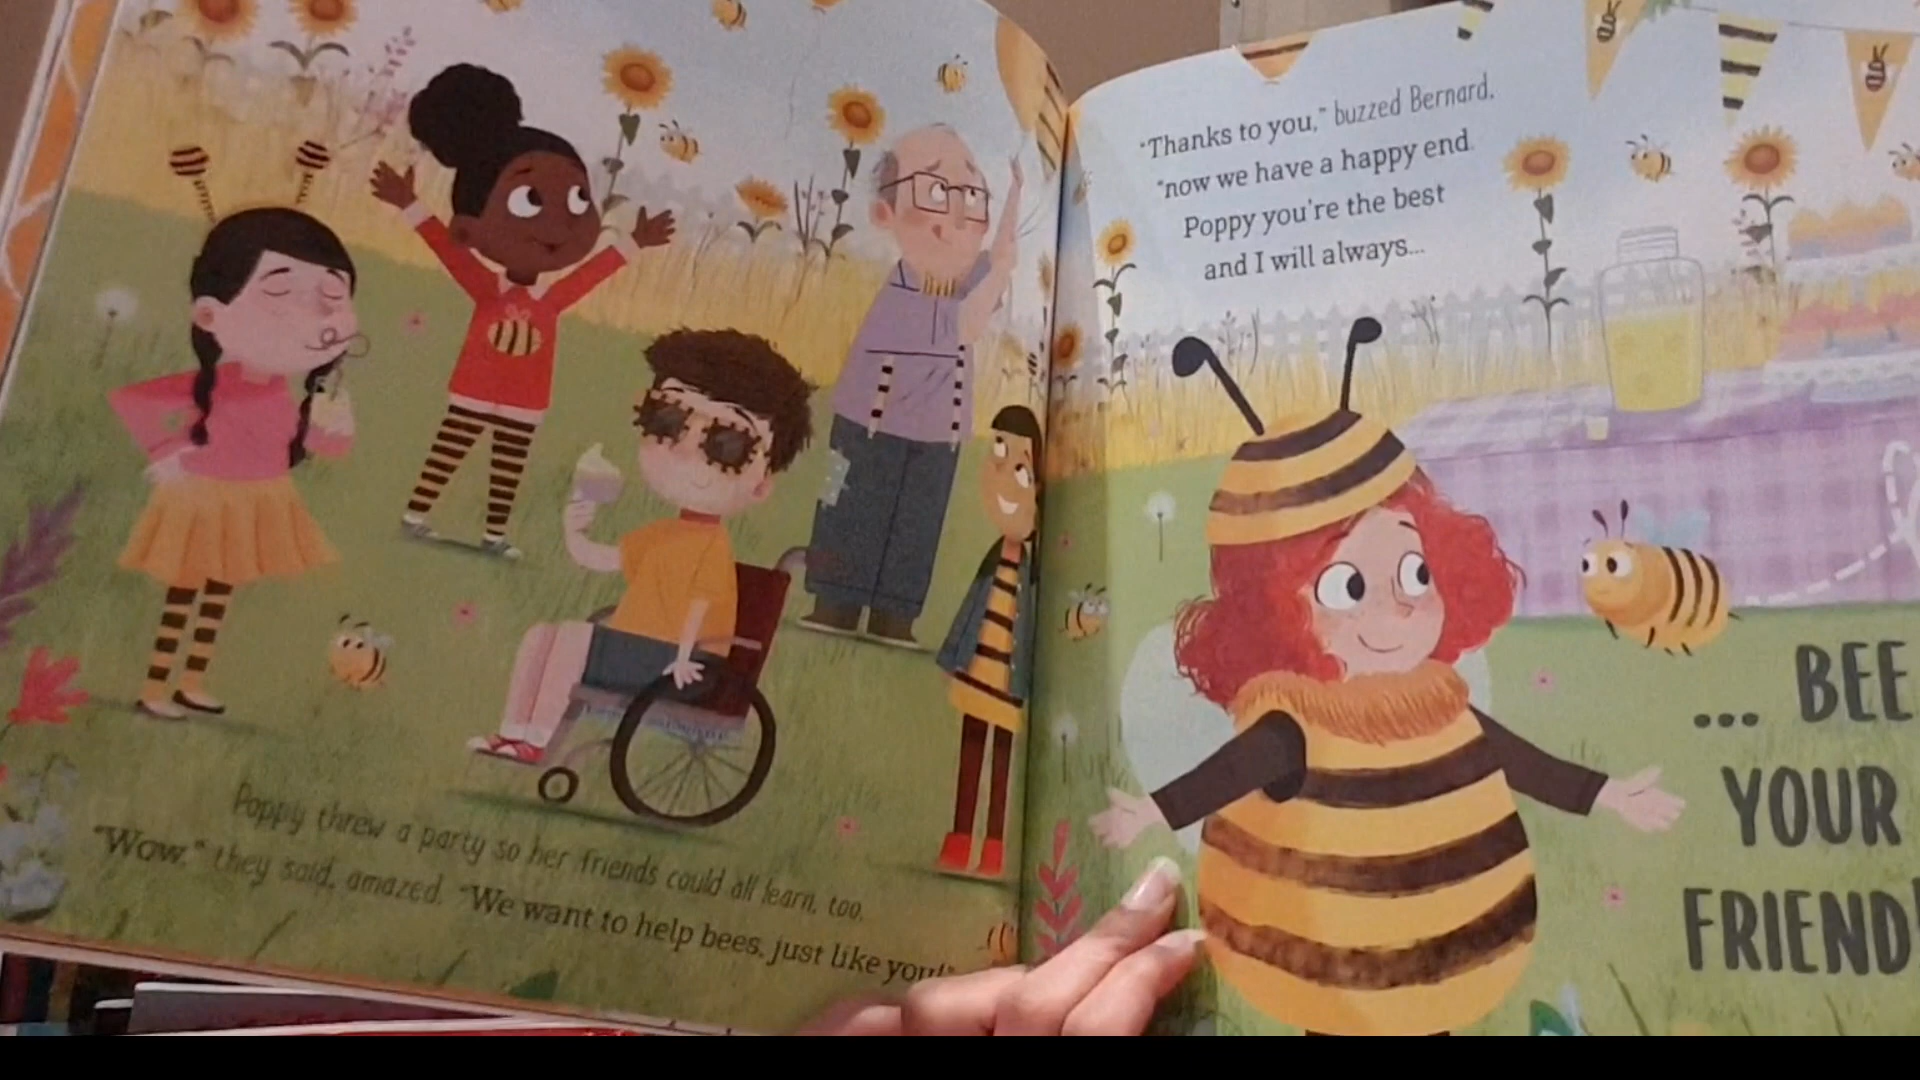 Poppy threw a party so her friends could all learn, too.
"Wow," they said, amazed. "We want to help bees, just like you!"
"Thanks to you," buzzed Bernard,
"now we have a happy end.
Poppy you're the best
and I will always...
... BEE
YOUR
FRIEND!